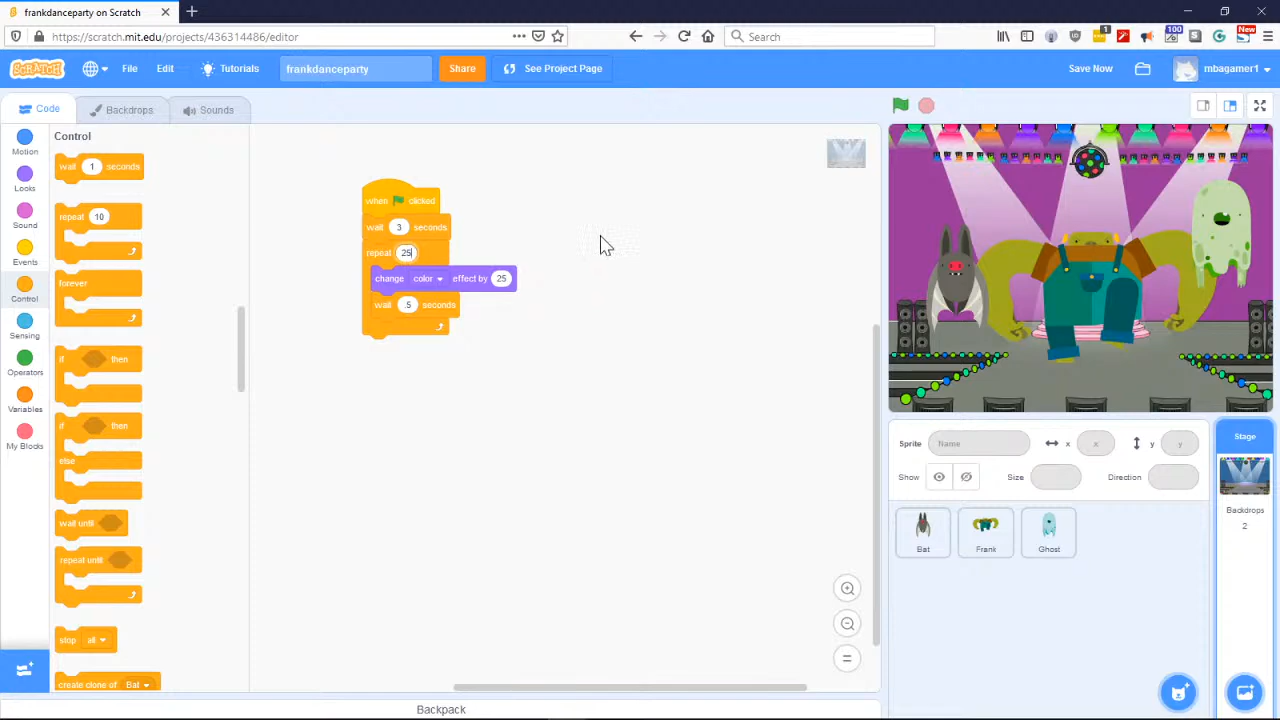 frankdanceparty on Scratch
https://scratch.mit.edu/projects/436314486/editor
Search
1
100
New
SCRATCH
File
Edit
Tutorials
frankdanceparty
Share
See Project Page
Save Now
mbagamer1
Code
Backdrops
Sounds
Motion
Looks
Sound
Events
Control
Sensing
Operators
Variables
My Blocks
Control
wait 1 seconds
repeat 10
forever
if then
if then
else
wait until
repeat until
stop all
create clone of Bat
when clicked
wait 3 seconds
repeat 25
change color effect by 25
wait .5 seconds
Sprite Name x x y y
Show Size Direction
Bat
Frank
Ghost
Stage
Backdrops
2
Backpack